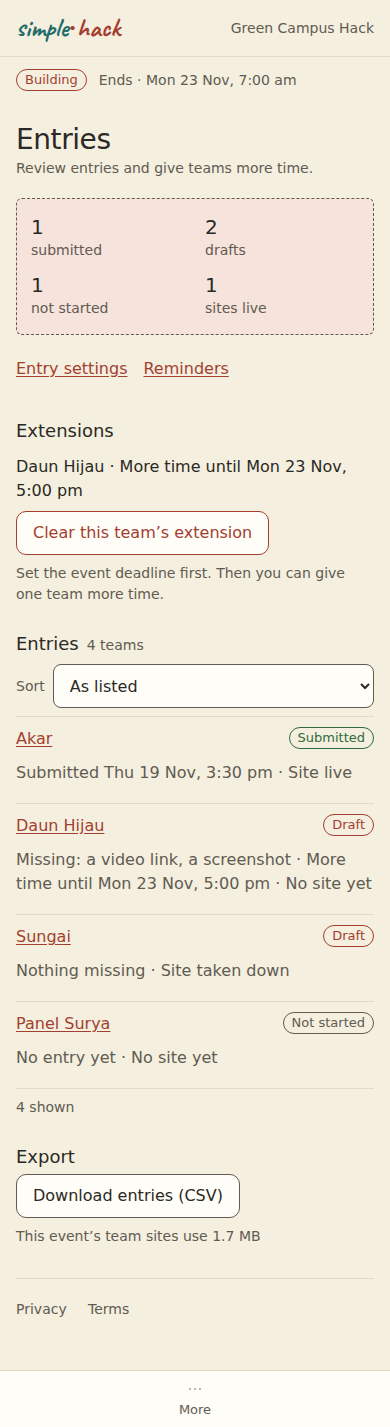 simple·hack
Green Campus Hack
Building
Ends · Mon 23 Nov, 7:00 am
Entries
Review entries and give teams more time.
1
submitted
2
drafts
1
not started
1
sites live
Entry settings
Reminders
Extensions
Daun Hijau · More time until Mon 23 Nov,
5:00 pm
Clear this team’s extension
Set the event deadline first. Then you can give
one team more time.
Entries 4 teams
Sort
As listed
Akar
Submitted
Submitted Thu 19 Nov, 3:30 pm · Site live
Daun Hijau
Draft
Missing: a video link, a screenshot · More
time until Mon 23 Nov, 5:00 pm · No site yet
Sungai
Draft
Nothing missing · Site taken down
Panel Surya
Not started
No entry yet · No site yet
4 shown
Export
Download entries (CSV)
This event’s team sites use 1.7 MB
Privacy
Terms
...
More